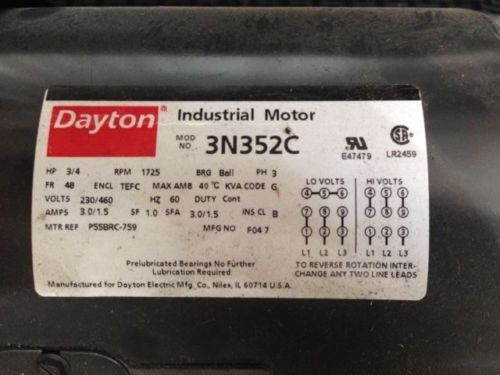 Dayton Industrial Motor
MOD NO 3N352C
E47479 LR2459
HP 3/4 RPM 1725 BRG Ball PH 3
FR 48 ENCL TEFC MAX AMB 40°C KVA CODE G
VOLTS 230/460 HZ 60 DUTY Cont
AMPS 3.0/1.5 SF 1.0 SFA 3.0/1.5 INS CL B
MTR REF P55BRC-759 MFG NO F04 7
Prelubricated Bearings No Further
Lubrication Required
Manufactured for Dayton Electric Mfg. Co., Niles, IL 60714 U.S.A.
LO VOLTS HI VOLTS
4 5 6 4 5 6
7 8 9 7 8 9
1 2 3 1 2 3
L1 L2 L3 L1 L2 L3
TO REVERSE ROTATION INTER-
CHANGE ANY TWO LINE LEADS